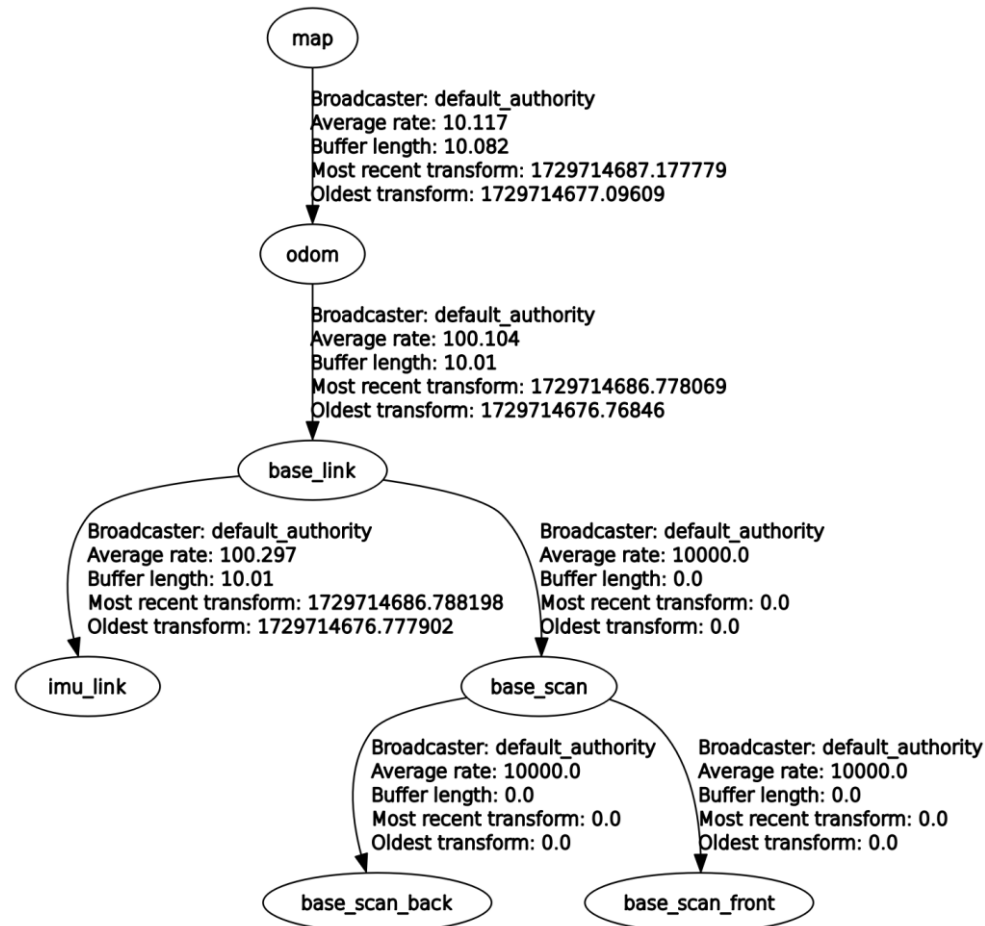 map
Broadcaster: default_authority
Average rate: 10.117
Buffer length: 10.082
Most recent transform: 1729714687.177779
Oldest transform: 1729714677.09609
odom
Broadcaster: default_authority
Average rate: 100.104
Buffer length: 10.01
Most recent transform: 1729714686.778069
Oldest transform: 1729714676.76846
base_link
Broadcaster: default_authority
Average rate: 100.297
Buffer length: 10.01
Most recent transform: 1729714686.788198
Oldest transform: 1729714676.777902
Broadcaster: default_authority
Average rate: 10000.0
Buffer length: 0.0
Most recent transform: 0.0
Oldest transform: 0.0
imu_link
base_scan
Broadcaster: default_authority
Average rate: 10000.0
Buffer length: 0.0
Most recent transform: 0.0
Oldest transform: 0.0
Broadcaster: default_authority
Average rate: 10000.0
Buffer length: 0.0
Most recent transform: 0.0
Oldest transform: 0.0
base_scan_back
base_scan_front